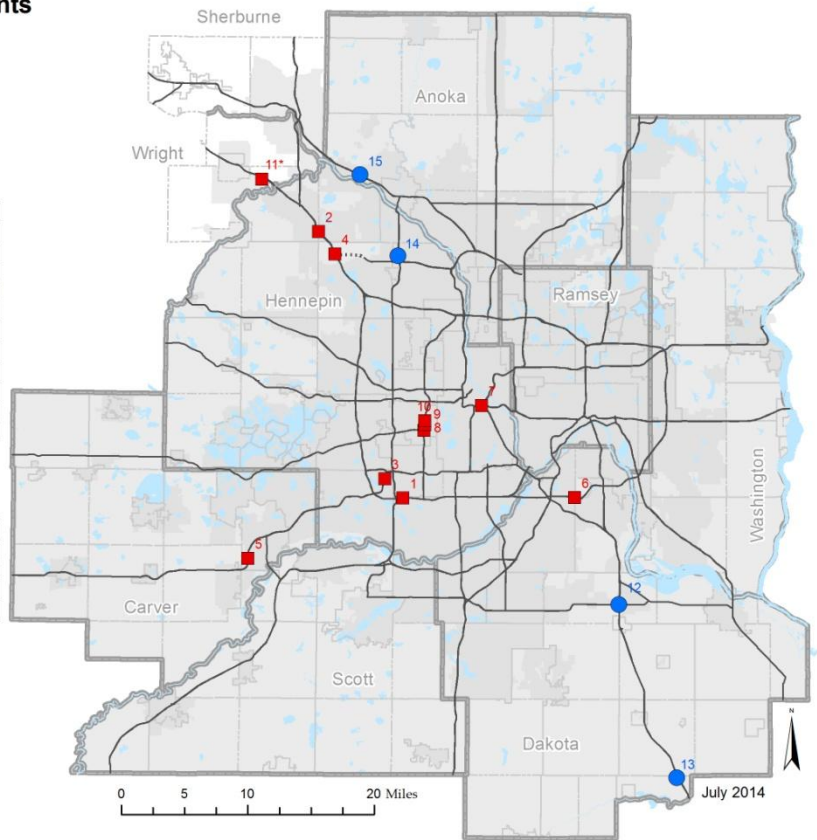 nts
Sherburne
Anoka
Wright
15
11*
2
4
14
Hennepin
Ramsey
7
10
9
8
3
1
6
Washington
5
12
Carver
Scott
Dakota
N
13
July 2014
0 5 10 20 Miles